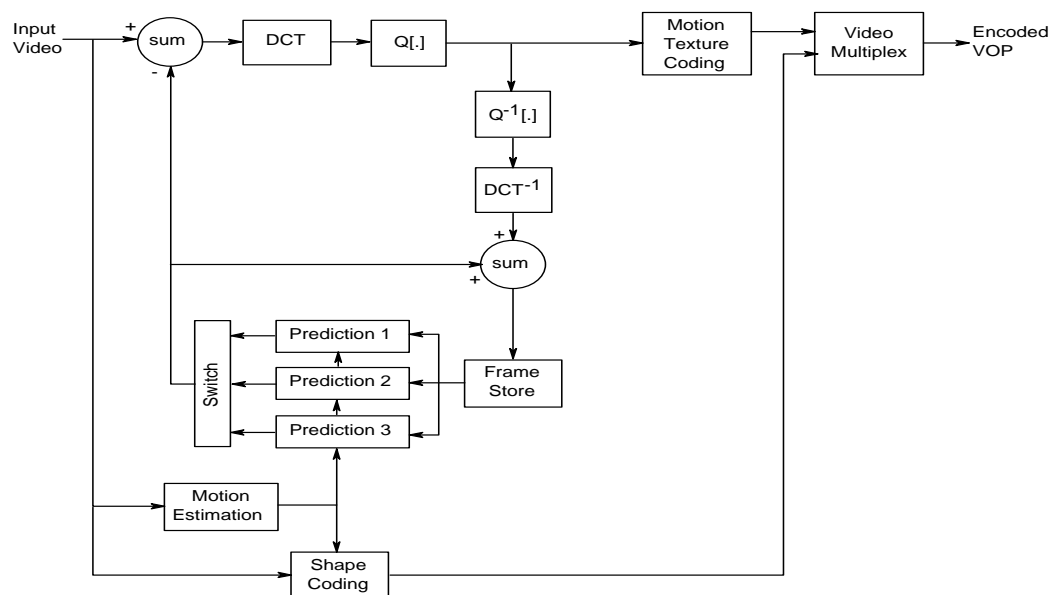 Input
Video
+
sum
-
DCT
Q[.]
Motion
Texture
Coding
Video
Multiplex
Encoded
VOP
Q-1[.]
DCT-1
+
sum
+
Switch
Prediction 1
Prediction 2
Prediction 3
Frame
Store
Motion
Estimation
Shape
Coding